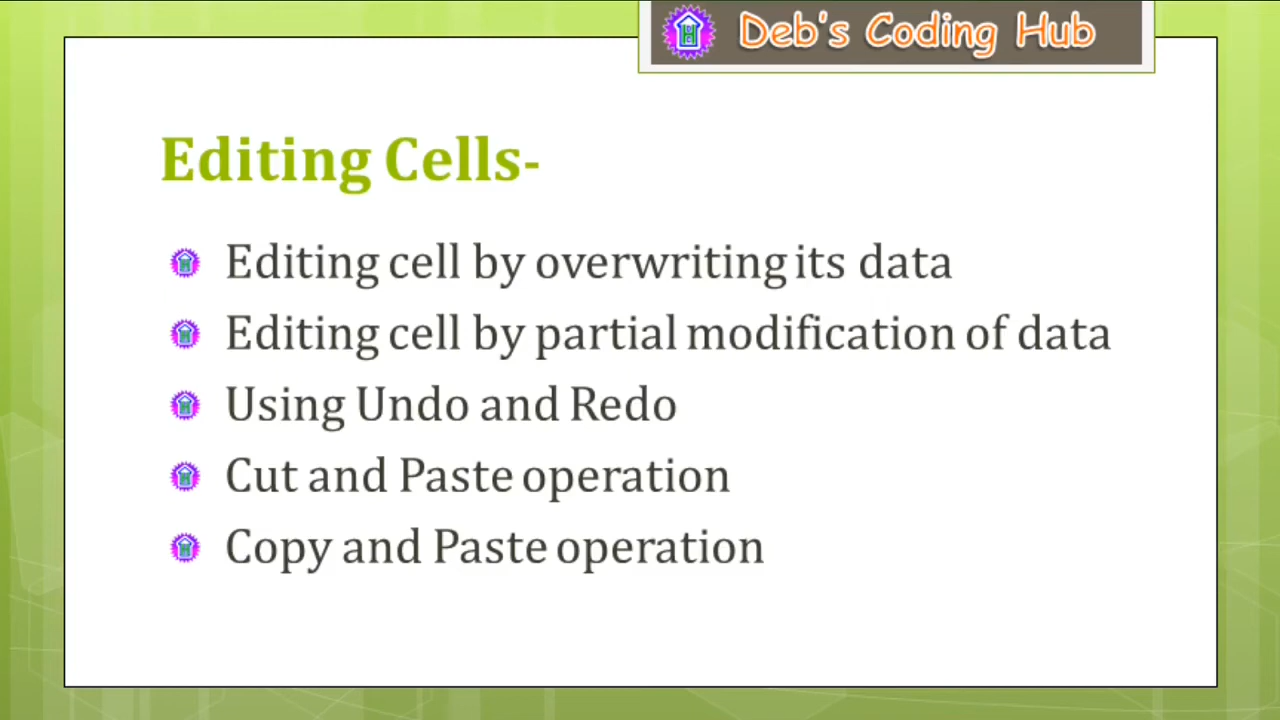 Deb's Coding Hub
Editing Cells-
Editing cell by overwriting its data
Editing cell by partial modification of data
Using Undo and Redo
Cut and Paste operation
Copy and Paste operation